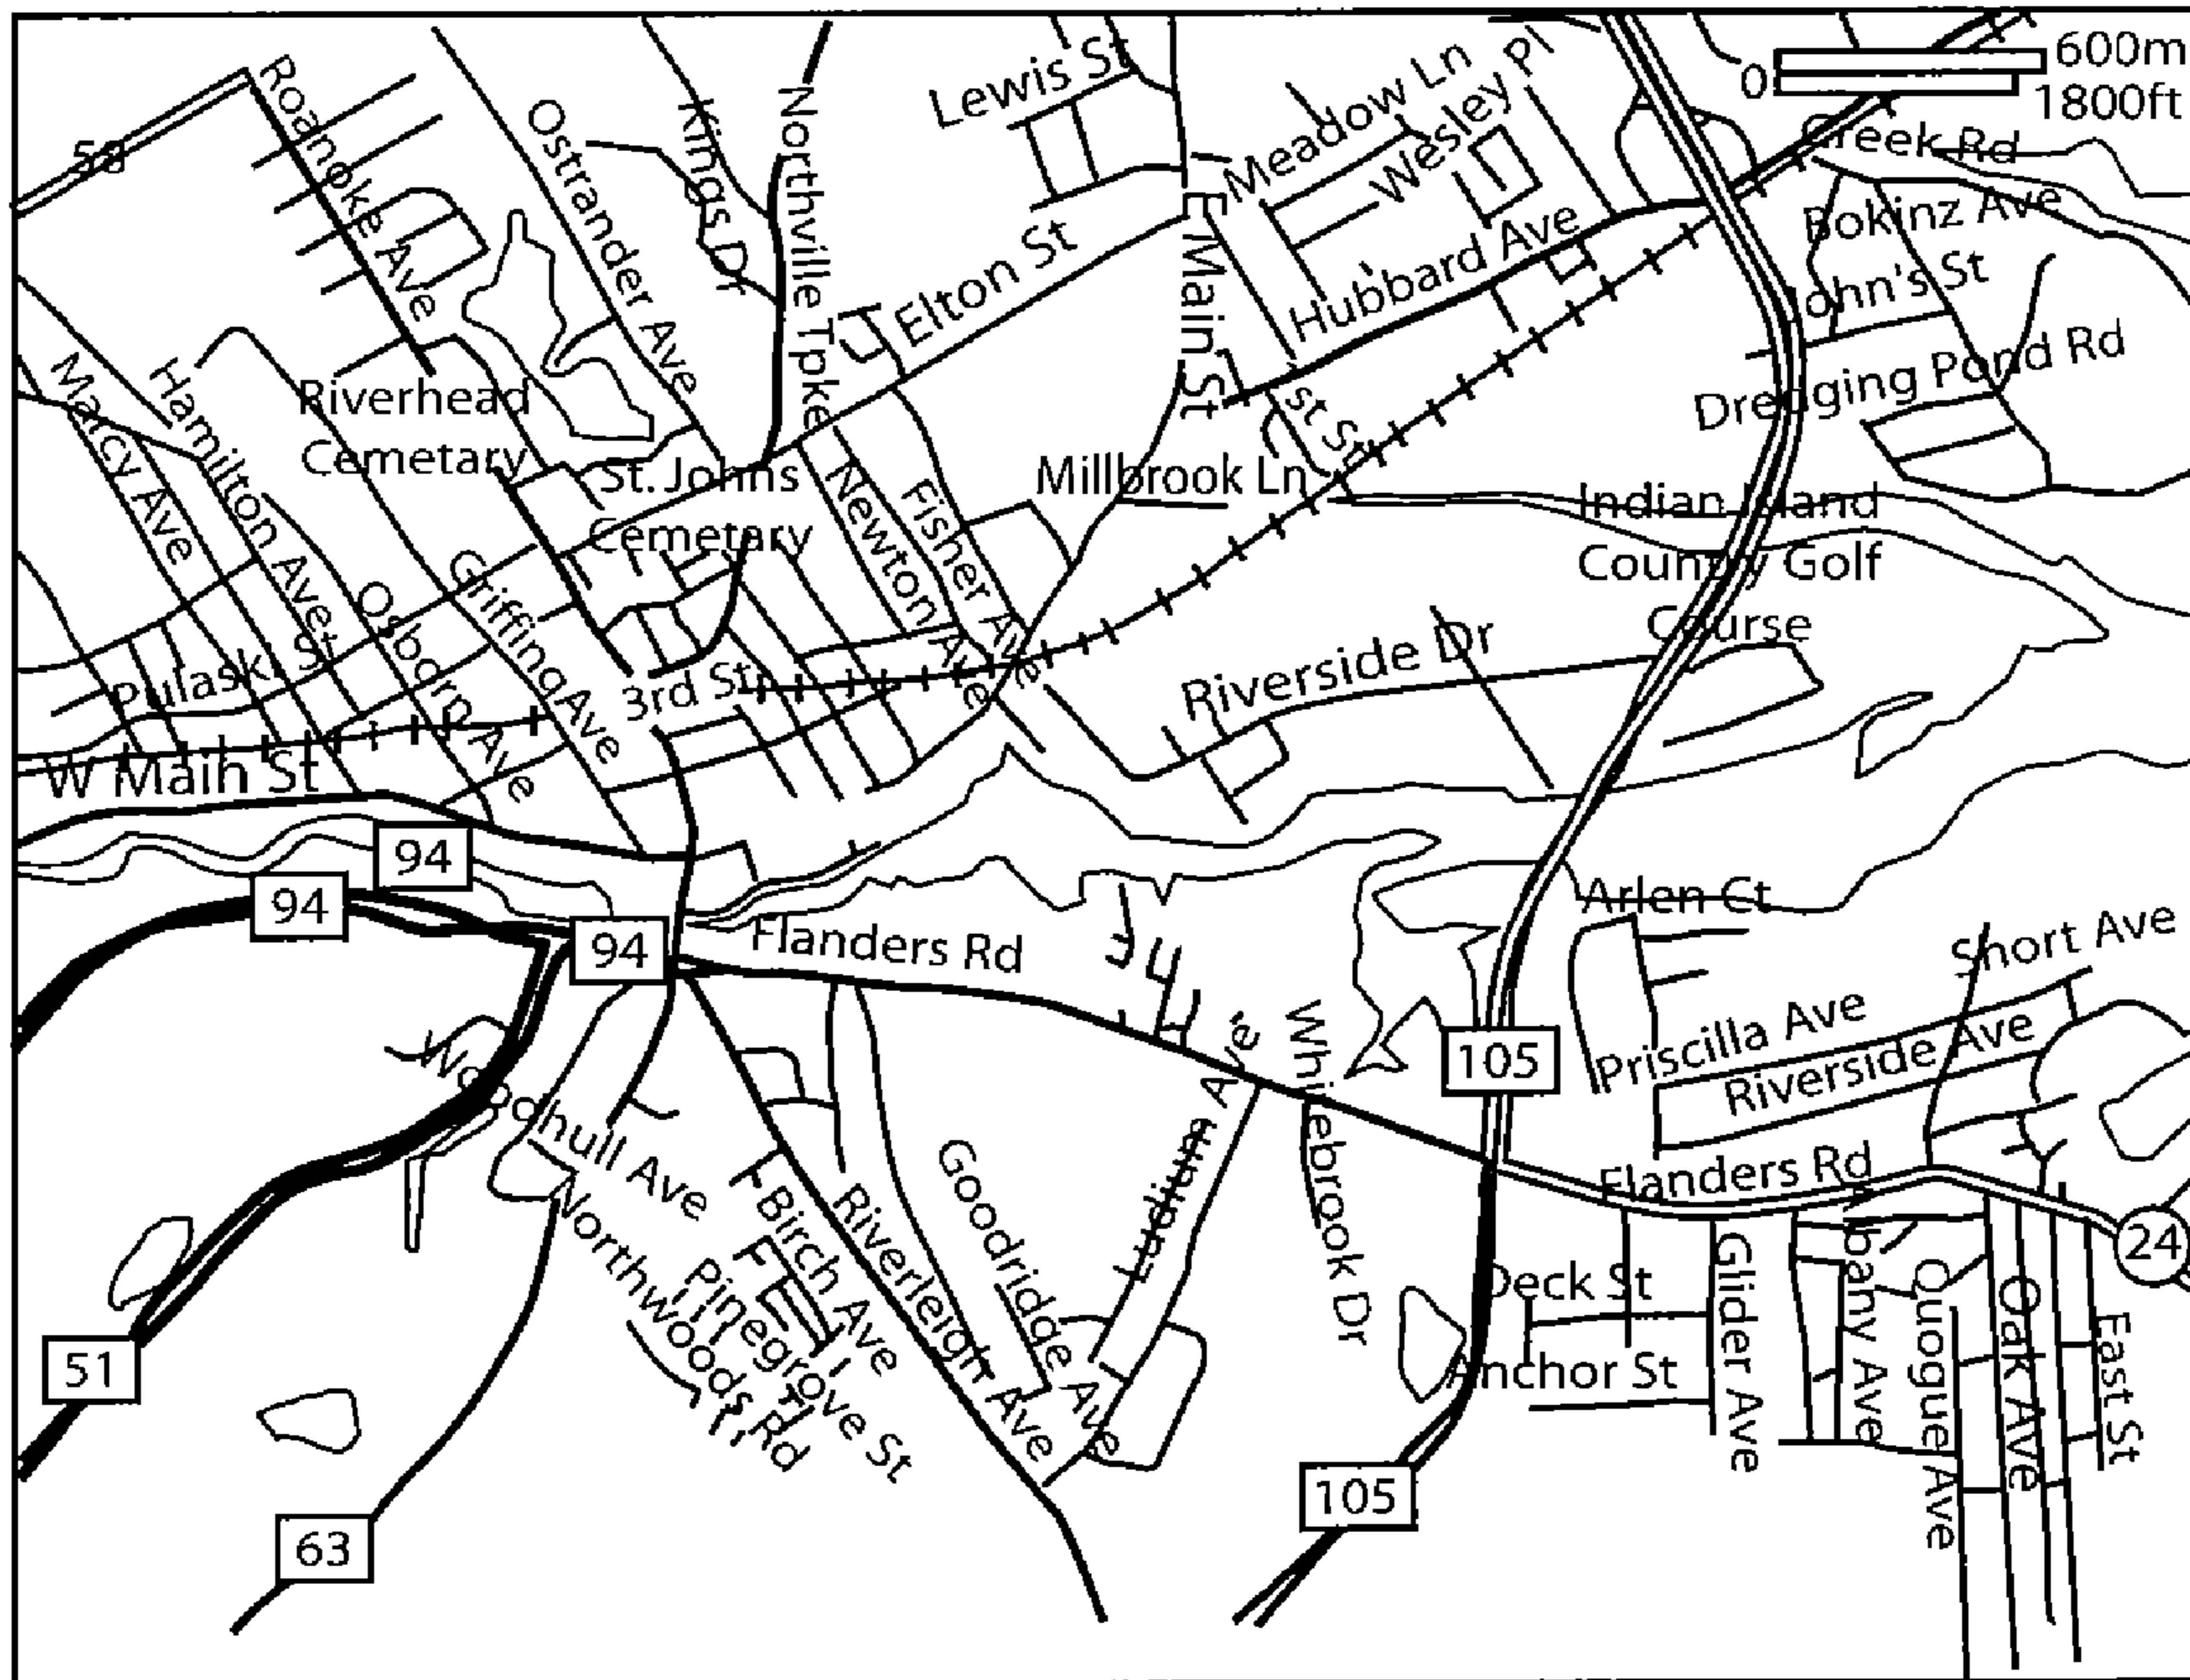 600m
0
1800ft
58
Roanoke Ave
Ostrander Ave
Kings Dr
Northville Tpke
Lewis St
Meadow Ln
Wesley Pl
Creek Rd
Bokinz Ave
John's St
E Main St
Elton St
Hubbard Ave
Dredging Pond Rd
Marcy Ave
Hamilton Ave
Riverhead
Cemetary
St. Johns
Cemetary
Newton Ave
Fisher Ave
Millbrook Ln
Indian Island
County Golf
Course
Pulaski St
Osborn Ave
Griffing Ave
3rd St
Riverside Dr
W Main St
94
94
94
Flanders Rd
Arlen Ct
Short Ave
105
Priscilla Ave
Riverside Ave
Woodhull Ave
Whitebrook Dr
Ludlum Ave
Flanders Rd
24
Northwoods Rd
Pinegrove St
Birch Ave
Riverleigh Ave
Goodridge Ave
Deck St
Anchor St
Glider Ave
Albany Ave
Quogue Ave
Oak Ave
East St
51
63
105